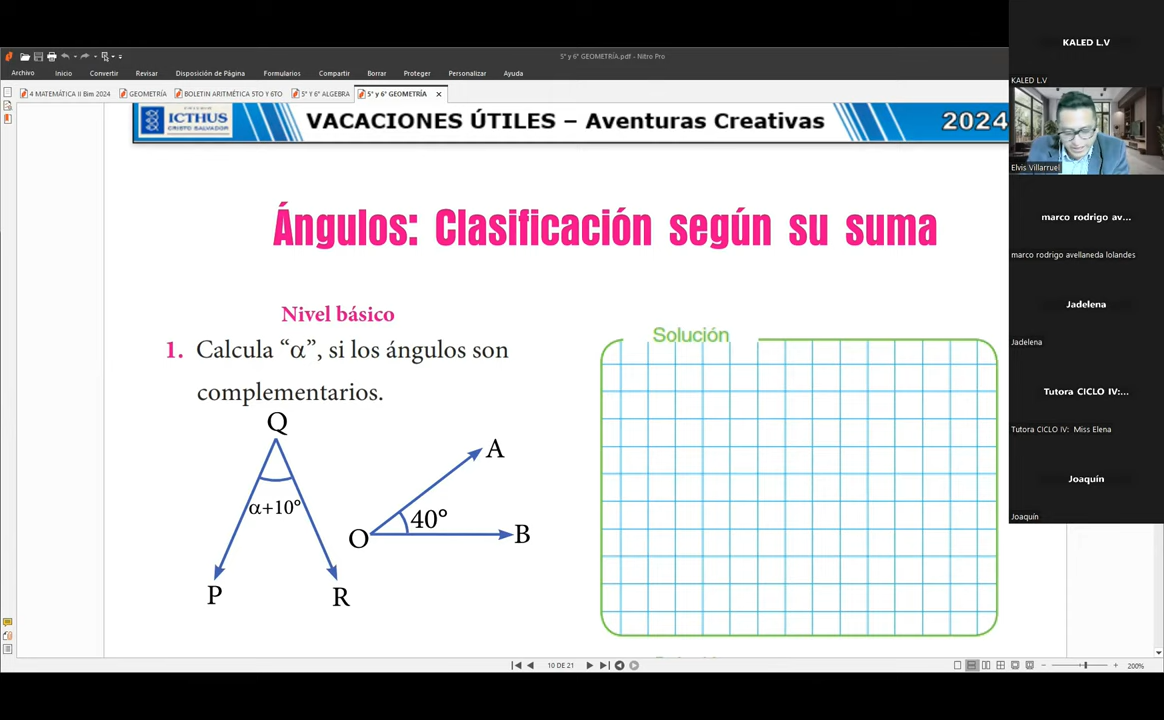 5° y 6° GEOMETRÍA.pdf - Nitro Pro
Archivo Inicio Convertir Revisar Disposición de Página Formularios Compartir Borrar Proteger Personalizar Ayuda
4 MATEMÁTICA II Bim 2024 GEOMETRÍA BOLETIN ARITMÉTICA 5TO Y 6TO 5° Y 6° ALGEBRA 5° y 6° GEOMETRÍA
ICTHUS
CRISTO SALVADOR
VACACIONES ÚTILES – Aventuras Creativas
2024
Ángulos: Clasificación según su suma
Nivel básico
1. Calcula “α”, si los ángulos son
complementarios.
Q
α+10°
P
R
A
40°
O
B
Solución
10 DE 21
200%
KALED L.V
KALED L.V
Elvis Villarruel
marco rodrigo av...
marco rodrigo avellaneda lolandes
Jadelena
Jadelena
Tutora CICLO IV:...
Tutora CICLO IV: Miss Elena
Joaquín
Joaquín